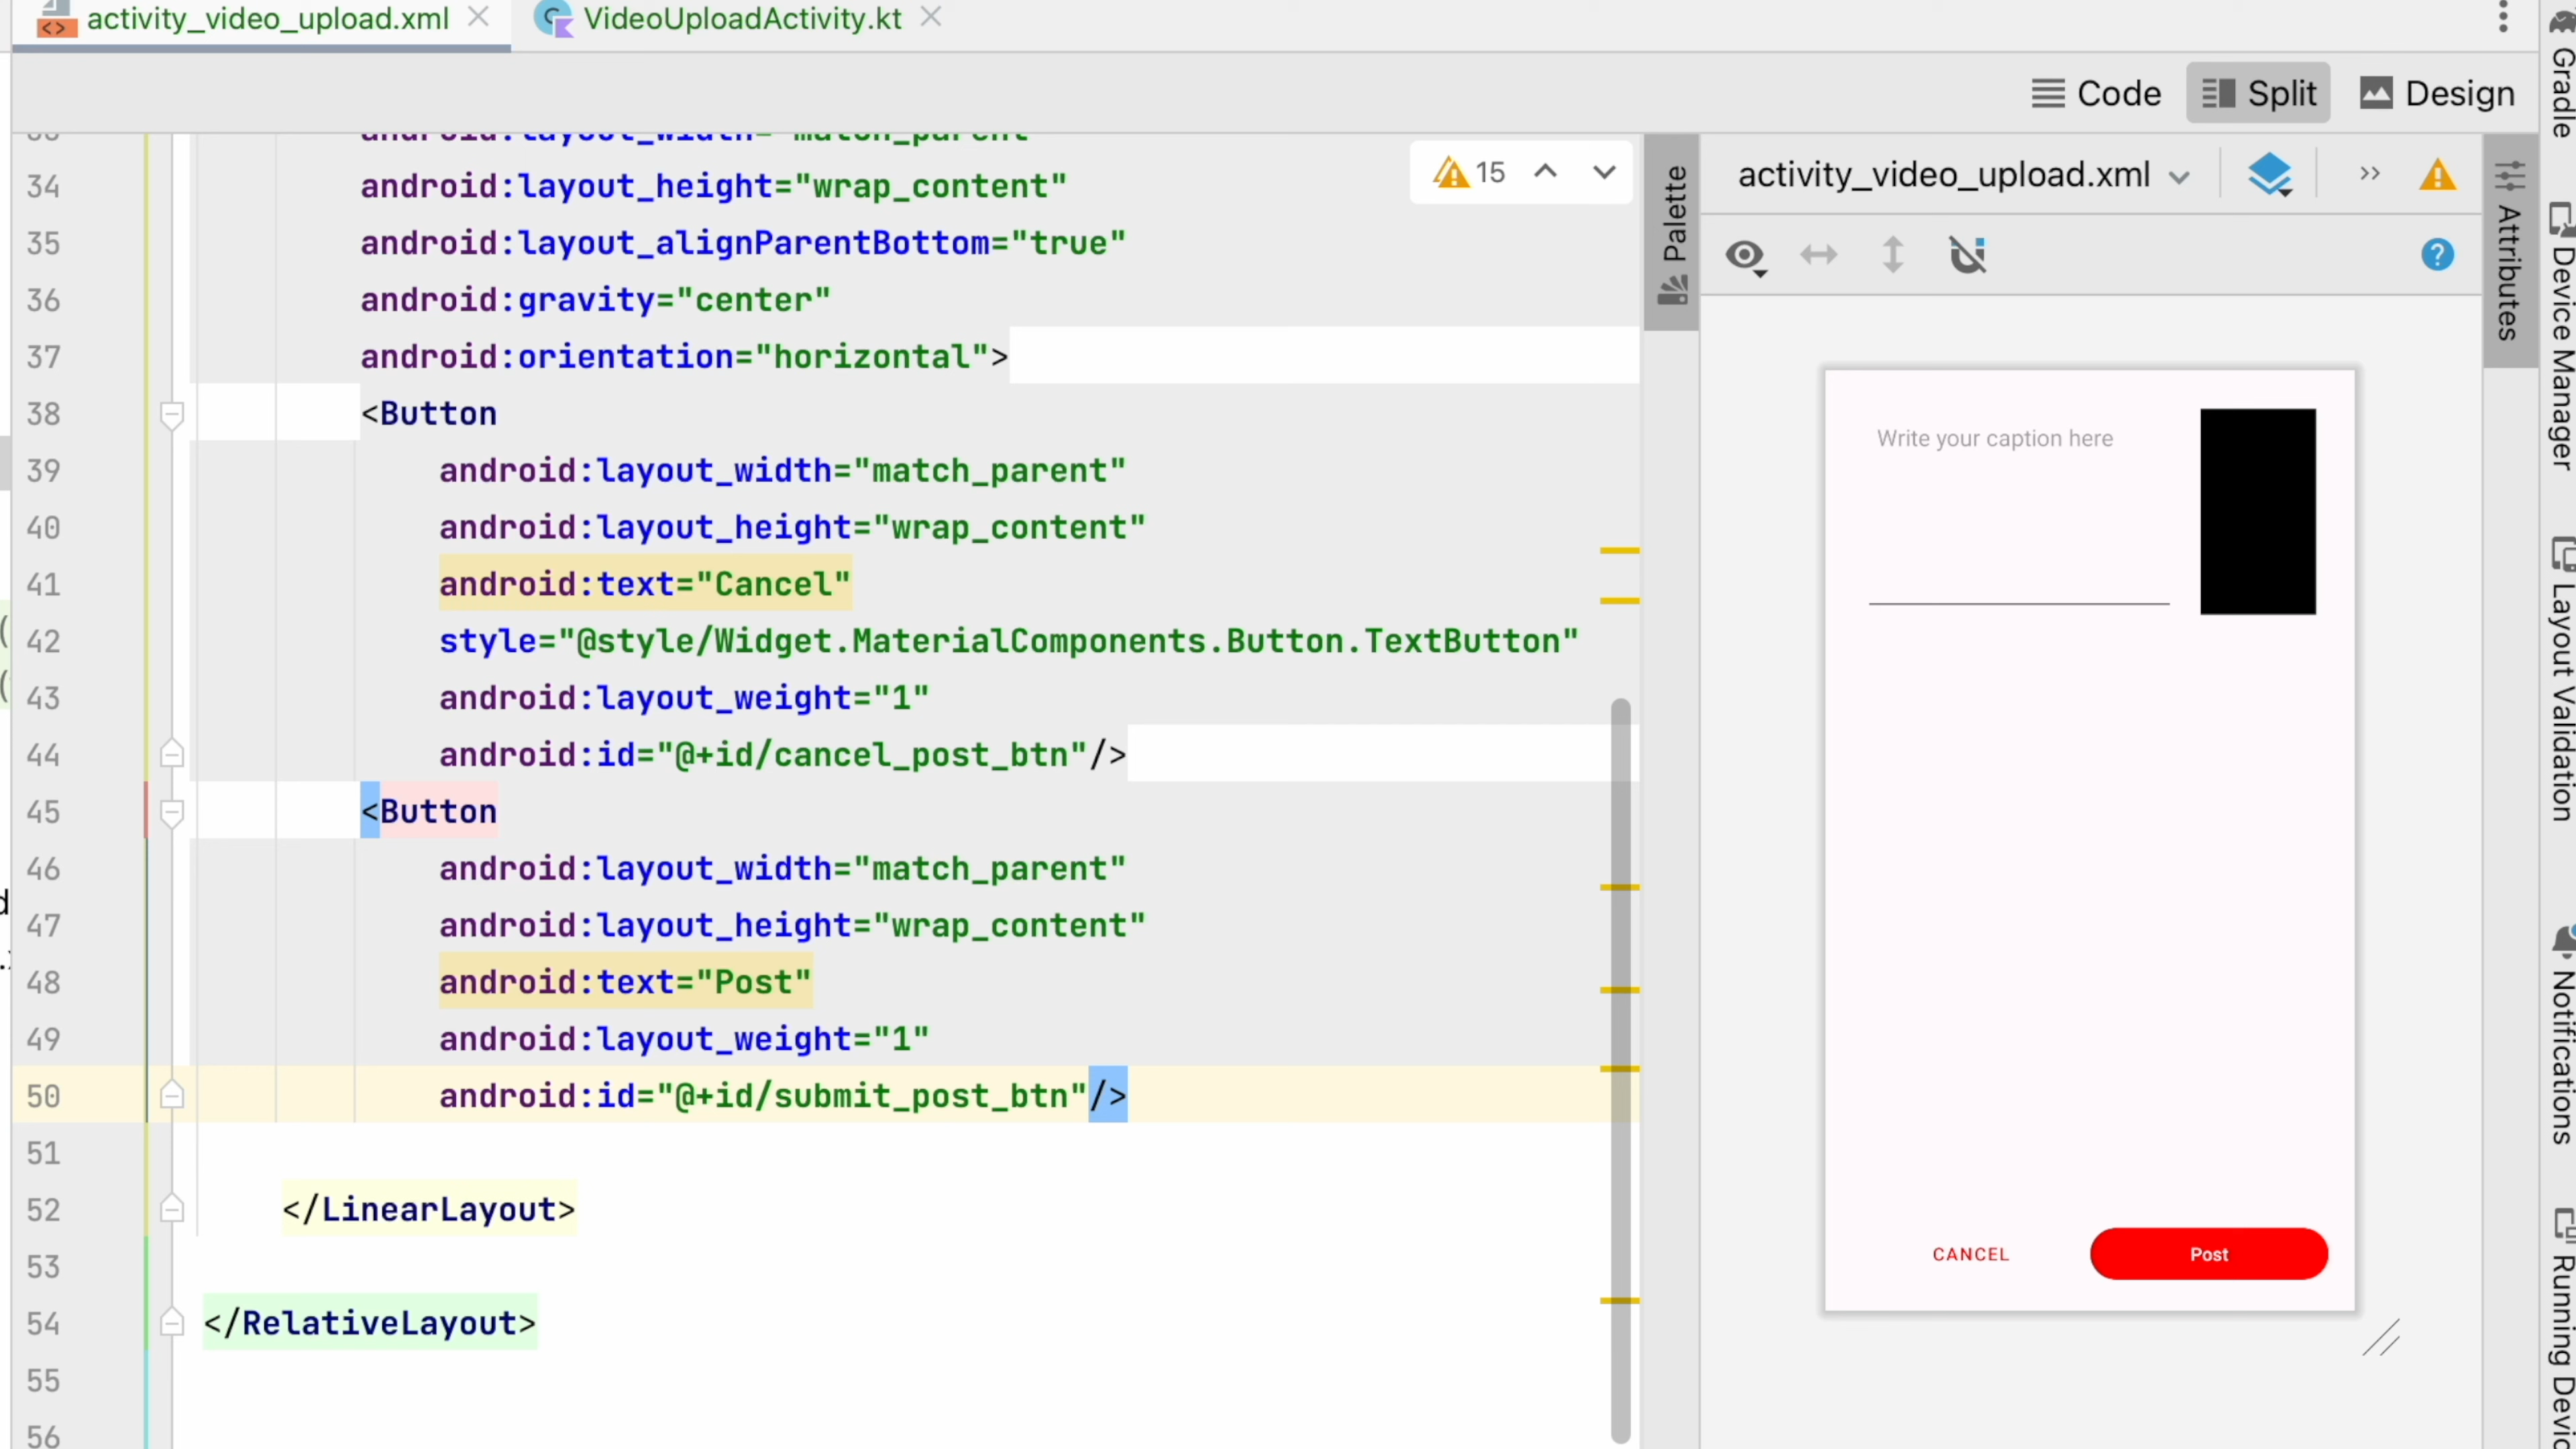 activity_video_upload.xml
VideoUploadActivity.kt
Code
Split
Design
android:layout_width="match_parent"
34 android:layout_height="wrap_content"
35 android:layout_alignParentBottom="true"
36 android:gravity="center"
37 android:orientation="horizontal">
38 <Button
39 android:layout_width="match_parent"
40 android:layout_height="wrap_content"
41 android:text="Cancel"
42 style="@style/Widget.MaterialComponents.Button.TextButton"
43 android:layout_weight="1"
44 android:id="@+id/cancel_post_btn"/>
45 <Button
46 android:layout_width="match_parent"
47 android:layout_height="wrap_content"
48 android:text="Post"
49 android:layout_weight="1"
50 android:id="@+id/submit_post_btn"/>
51
52 </LinearLayout>
53
54 </RelativeLayout>
55
56
15
Palette
activity_video_upload.xml
Attributes
Write your caption here
CANCEL
Post
Gradle
Device Manager
Layout Validation
Notifications
Running